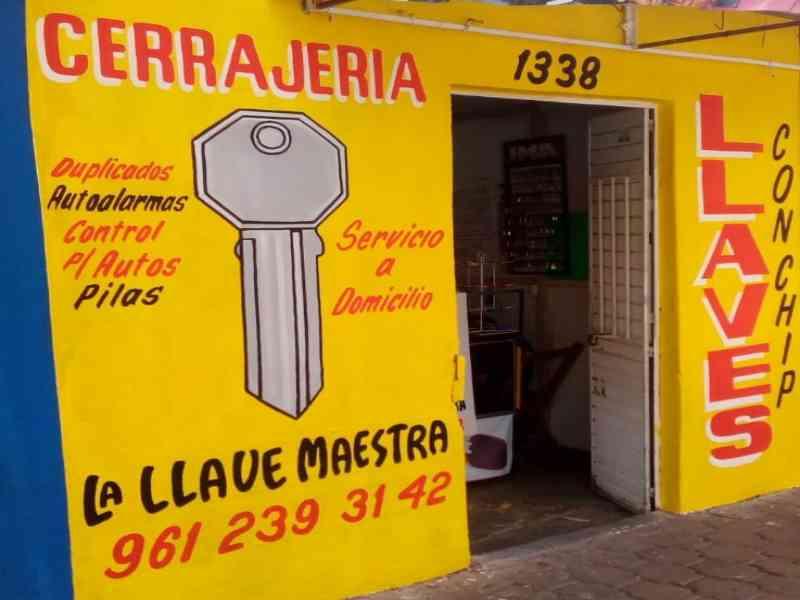 CERRAJERIA
1338
Duplicados
Autoalarmas
Control
P/Autos
Pilas
Servicio
a
Domicilio
LA LLAVE MAESTRA
961 239 31 42
LLAVES
CON CHIP